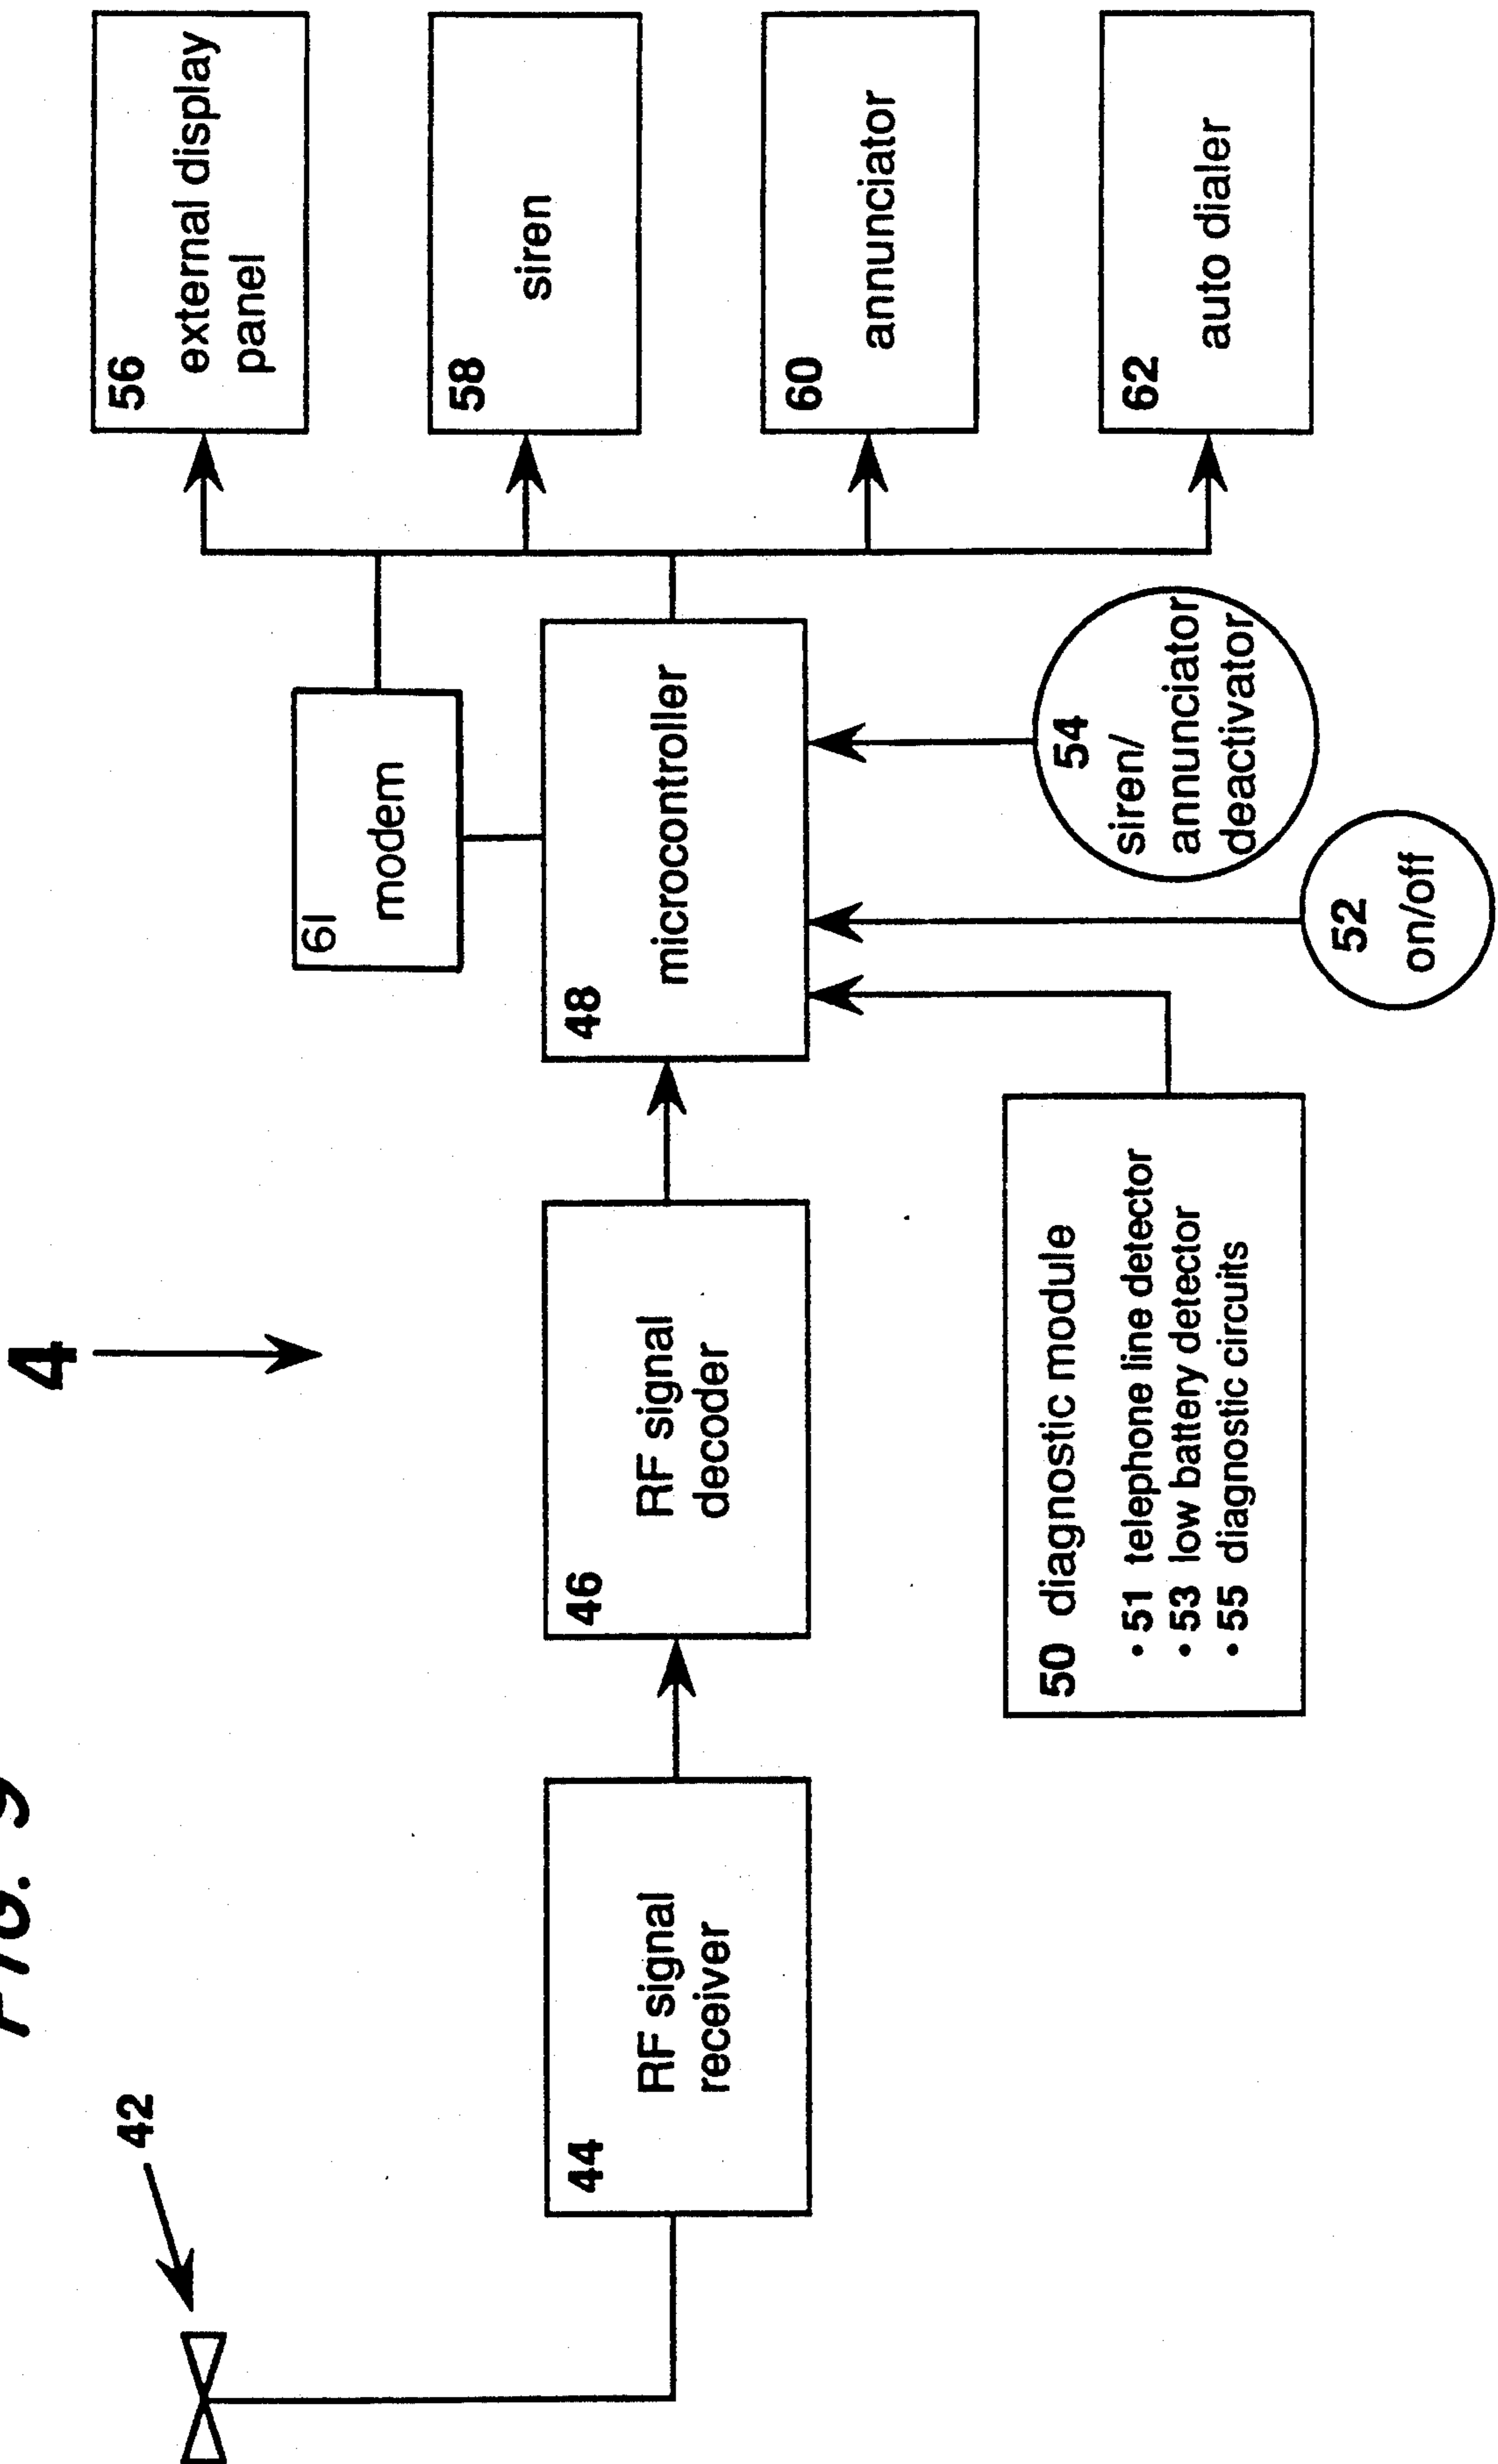 FIG. 9
4
42
44
RF signal
receiver
46
RF signal
decoder
48
microcontroller
61
modem
50 diagnostic module
• 51 telephone line detector
• 53 low battery detector
• 55 diagnostic circuits
52
on/off
54
siren/
annunciator
deactivator
56
external display
panel
58
siren
60
annunciator
62
auto dialer